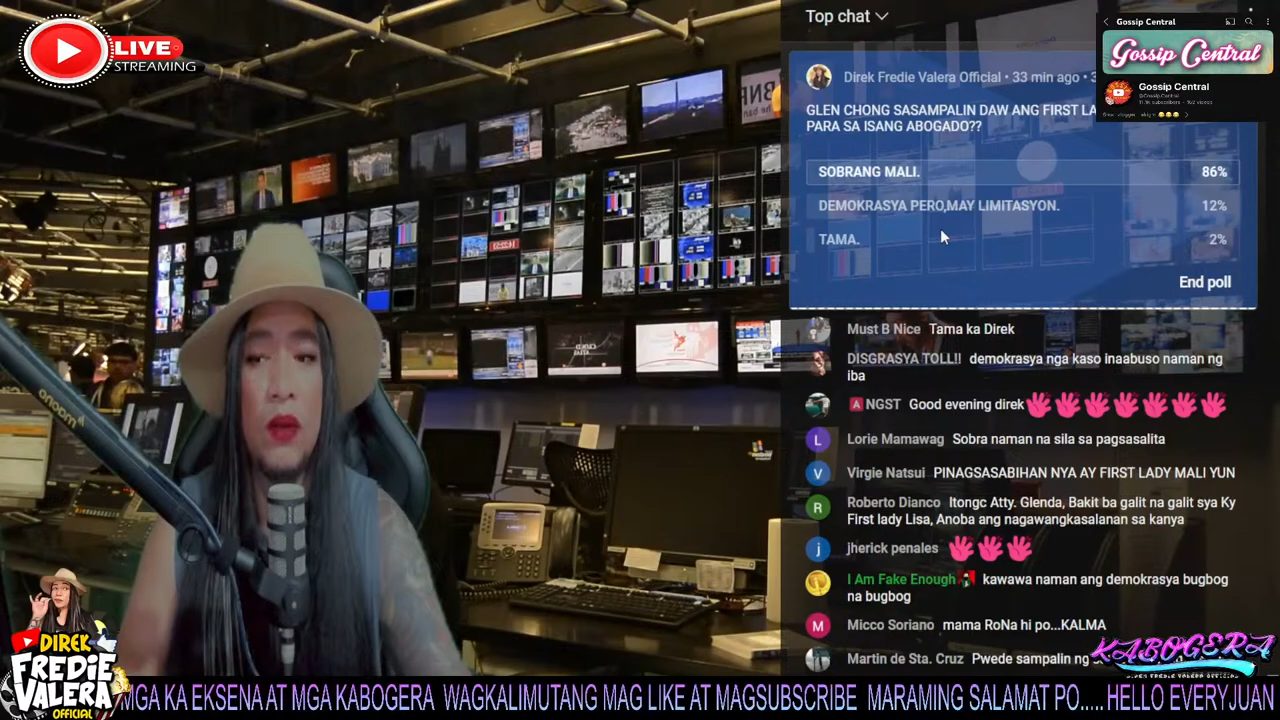 LIVE
STREAMING
Top chat
Gossip Central
Gossip Central
Gossip Central
Direk Fredie Valera Official • 33 min ago • 3
GLEN CHONG SASAMPALIN DAW ANG FIRST LA
PARA SA ISANG ABOGADO??
SOBRANG MALI. 86%
DEMOKRASYA PERO,MAY LIMITASYON. 12%
TAMA. 2%
End poll
Must B Nice Tama ka Direk
DISGRASYA TOLL!! demokrasya nga kaso inaabuso naman ng
iba
🅰NGST Good evening direk
Lorie Mamawag Sobra naman na sila sa pagsasalita
Virgie Natsui PINAGSASABIHAN NYA AY FIRST LADY MALI YUN
Roberto Dianco Itongc Atty. Glenda, Bakit ba galit na galit sya Ky
First lady Lisa, Anoba ang nagawangkasalanan sa kanya
jherick penales
I Am Fake Enough kawawa naman ang demokrasya bugbog
na bugbog
Micco Soriano mama RoNa hi po...KALMA
Martin de Sta. Cruz Pwede sampalin ng
KABOGERA
maono
DIREK
FREDIE
VALERA
OFFICIAL
MGA KA EKSENA AT MGA KABOGERA WAGKALIMUTANG MAG LIKE AT MAGSUBSCRIBE MARAMING SALAMAT PO..... HELLO EVERYJUAN